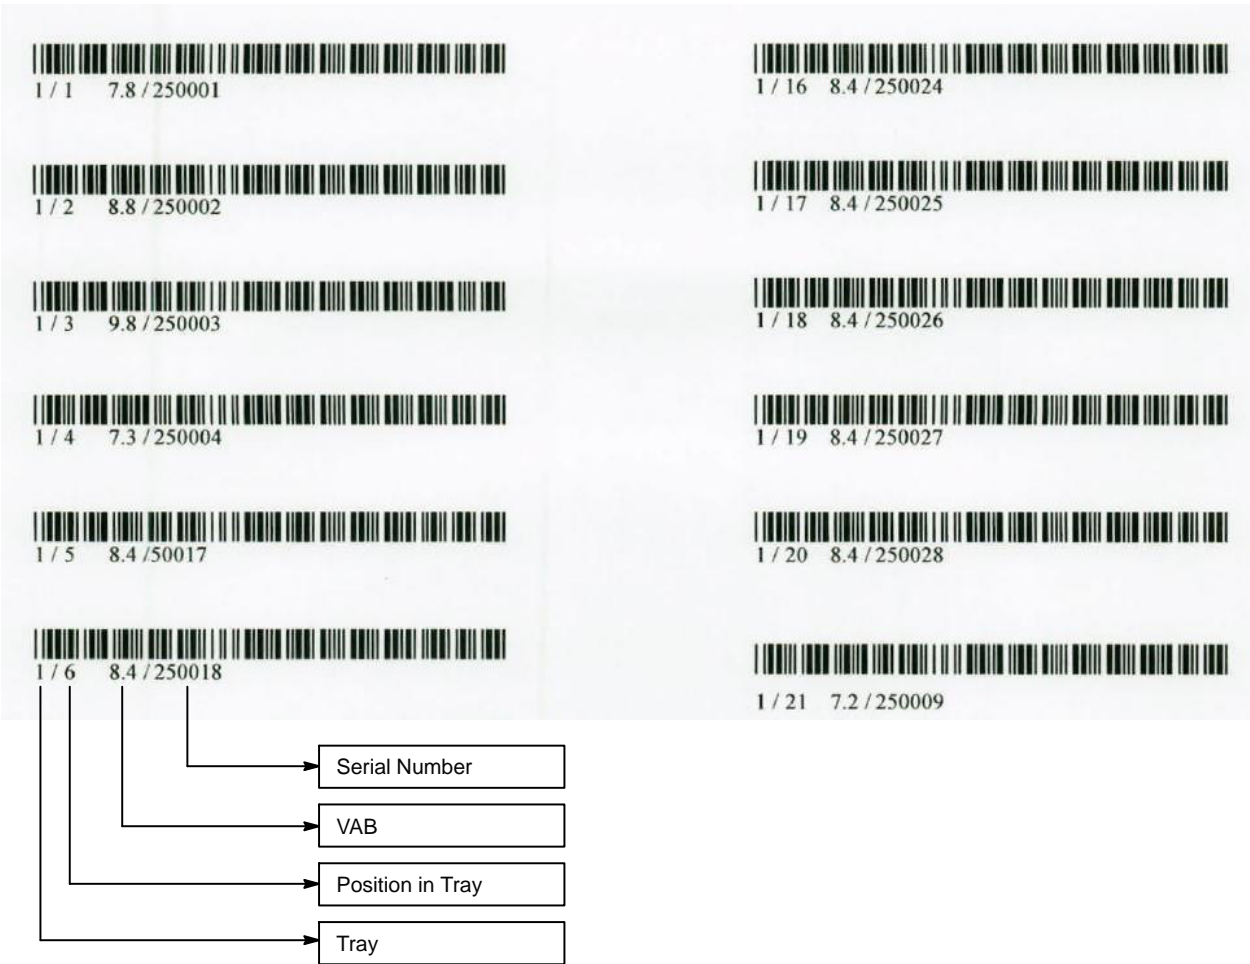 1 / 1 7.8 / 250001
1 / 2 8.8 / 250002
1 / 3 9.8 / 250003
1 / 4 7.3 / 250004
1 / 5 8.4 /50017
1 / 6 8.4 / 250018
1 / 16 8.4 / 250024
1 / 17 8.4 / 250025
1 / 18 8.4 / 250026
1 / 19 8.4 / 250027
1 / 20 8.4 / 250028
1 / 21 7.2 / 250009
Serial Number
VAB
Position in Tray
Tray